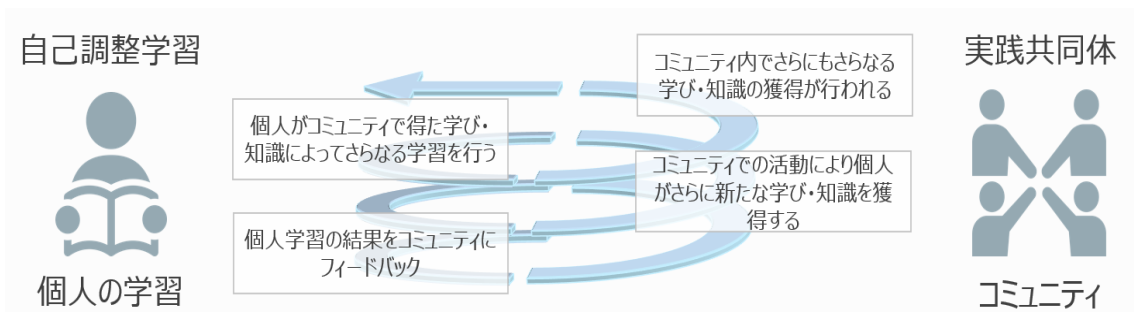 自己調整学習
個人の学習
個人がコミュニティで得た学び・
知識によってさらなる学習を行う
個人学習の結果をコミュニティに
フィードバック
コミュニティ内でさらにもさらなる
学び・知識の獲得が行われる
コミュニティでの活動により個人
がさらに新たな学び・知識を獲
得する
実践共同体
コミュニティ